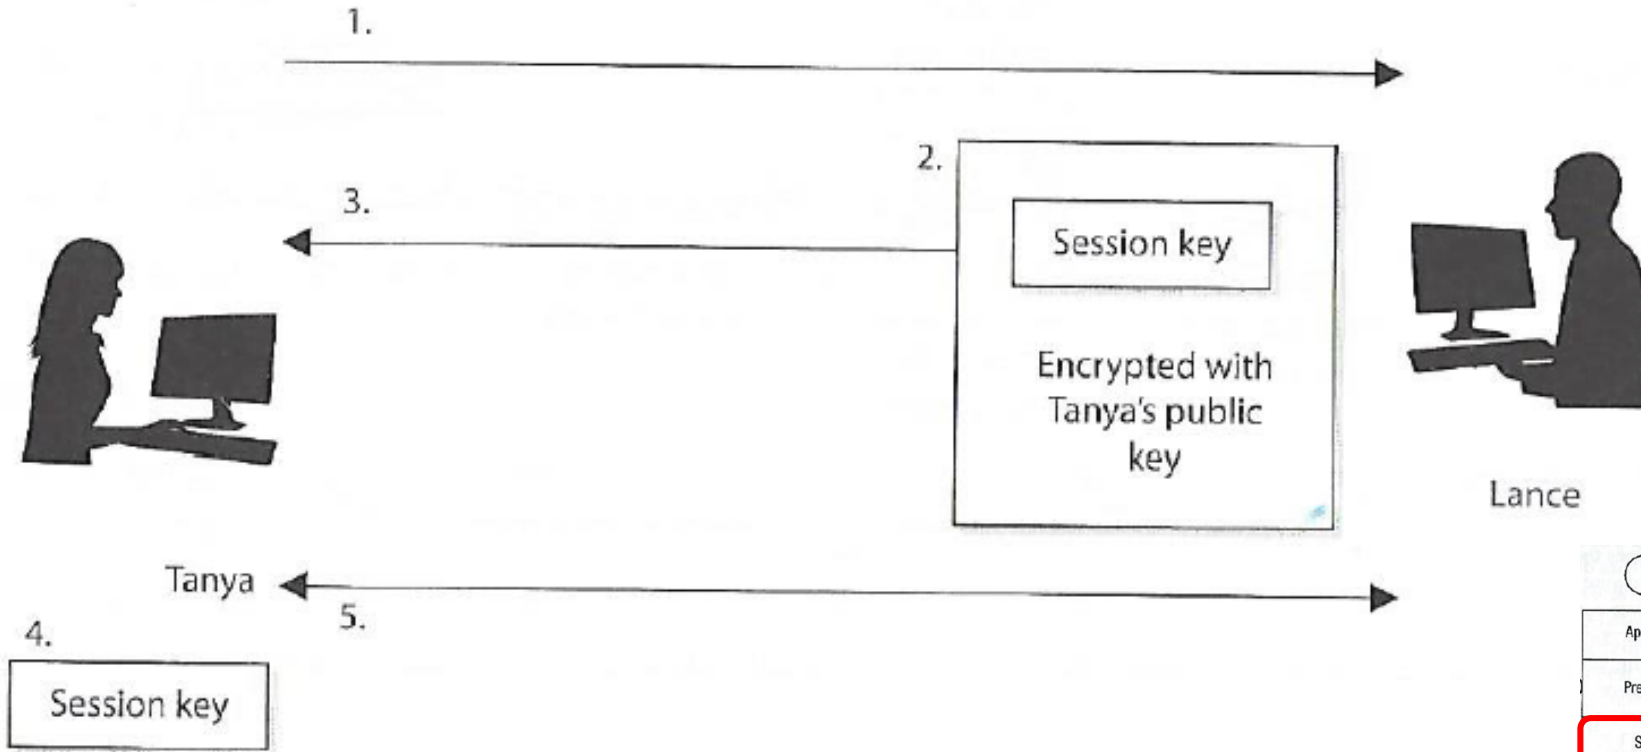 1.
2.
Session key
3.
Encrypted with
Tanya's public
key
Lance
Tanya
5.
4.
Session key